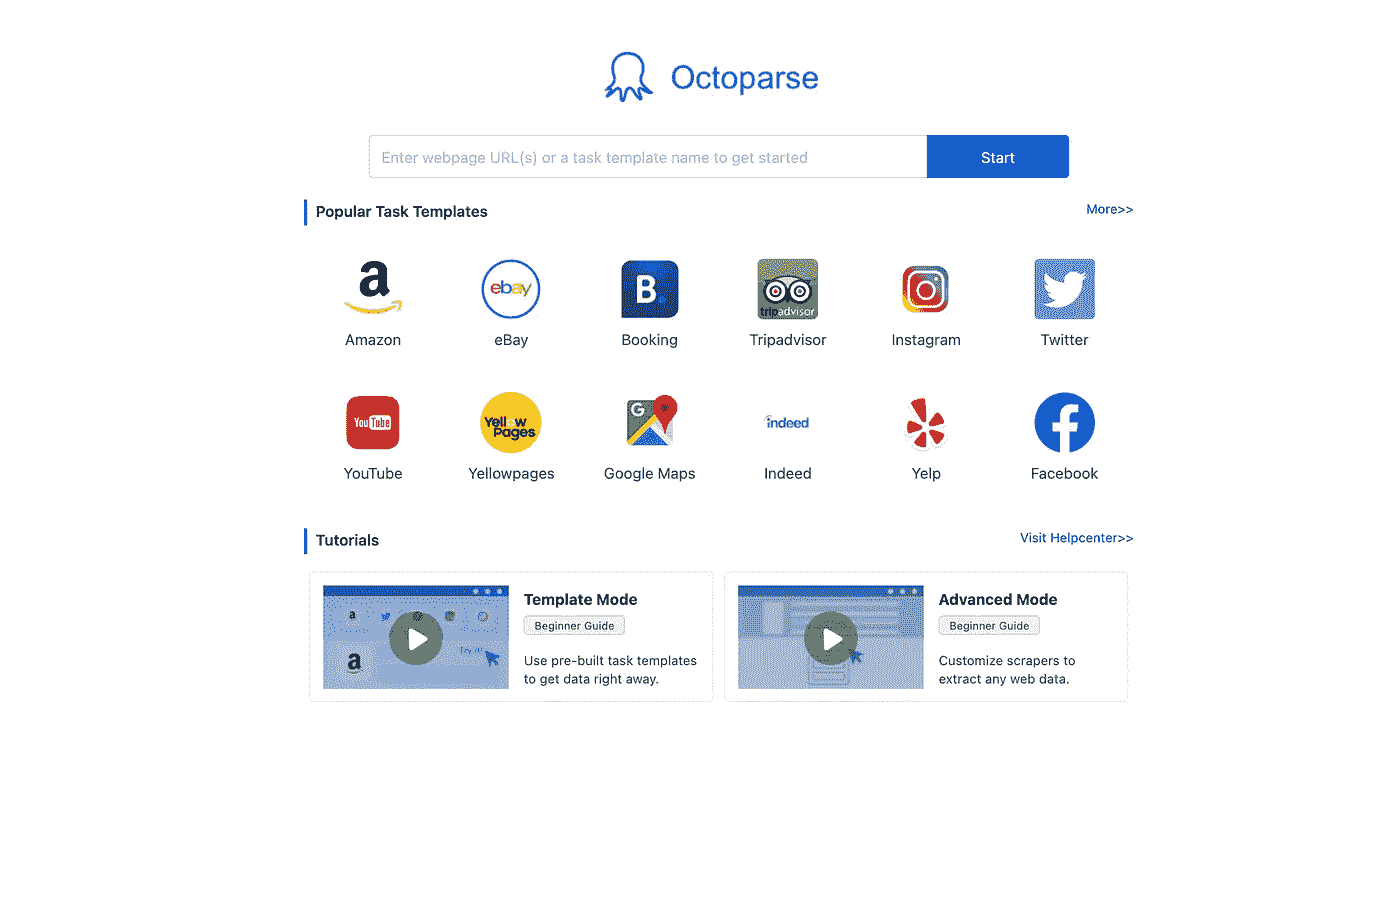 Octoparse
Enter webpage URL(s) or a task template name to get started
Start
Popular Task Templates
More>>
a
ebay
B.
tripadvisor
Amazon
eBay
Booking
Tripadvisor
Instagram
Twitter
YouTube
Yellow
Pages
G
indeed
f
YouTube
Yellowpages
Google Maps
Indeed
Yelp
Facebook
Tutorials
Visit Helpcenter>>
a
a
Try it!
Template Mode
Beginner Guide
Use pre-built task templates
to get data right away.
Advanced Mode
Beginner Guide
Customize scrapers to
extract any web data.